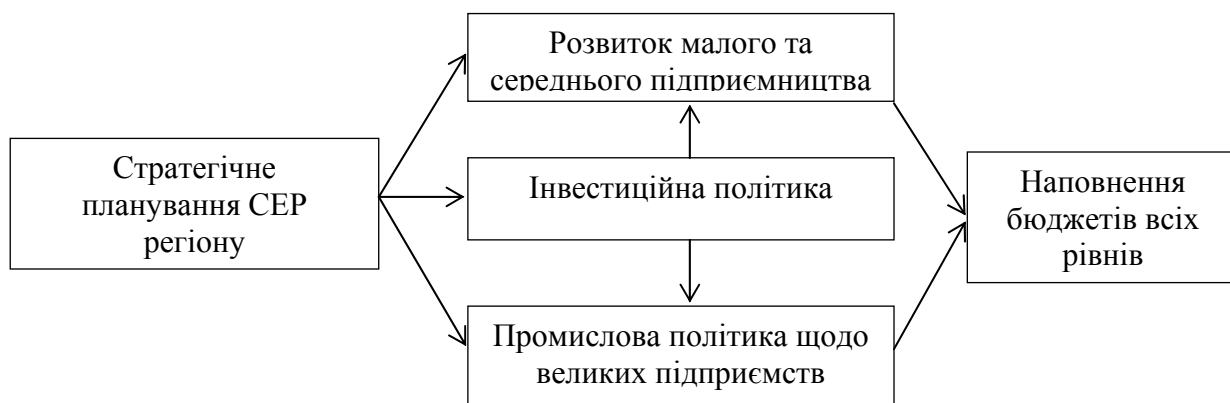 Розвиток малого та
середнього підприємництва
Стратегічне
планування СЕР
регіону
Інвестиційна політика
Наповнення
бюджетів всіх
рівнів
Промислова політика щодо
великих підприємств